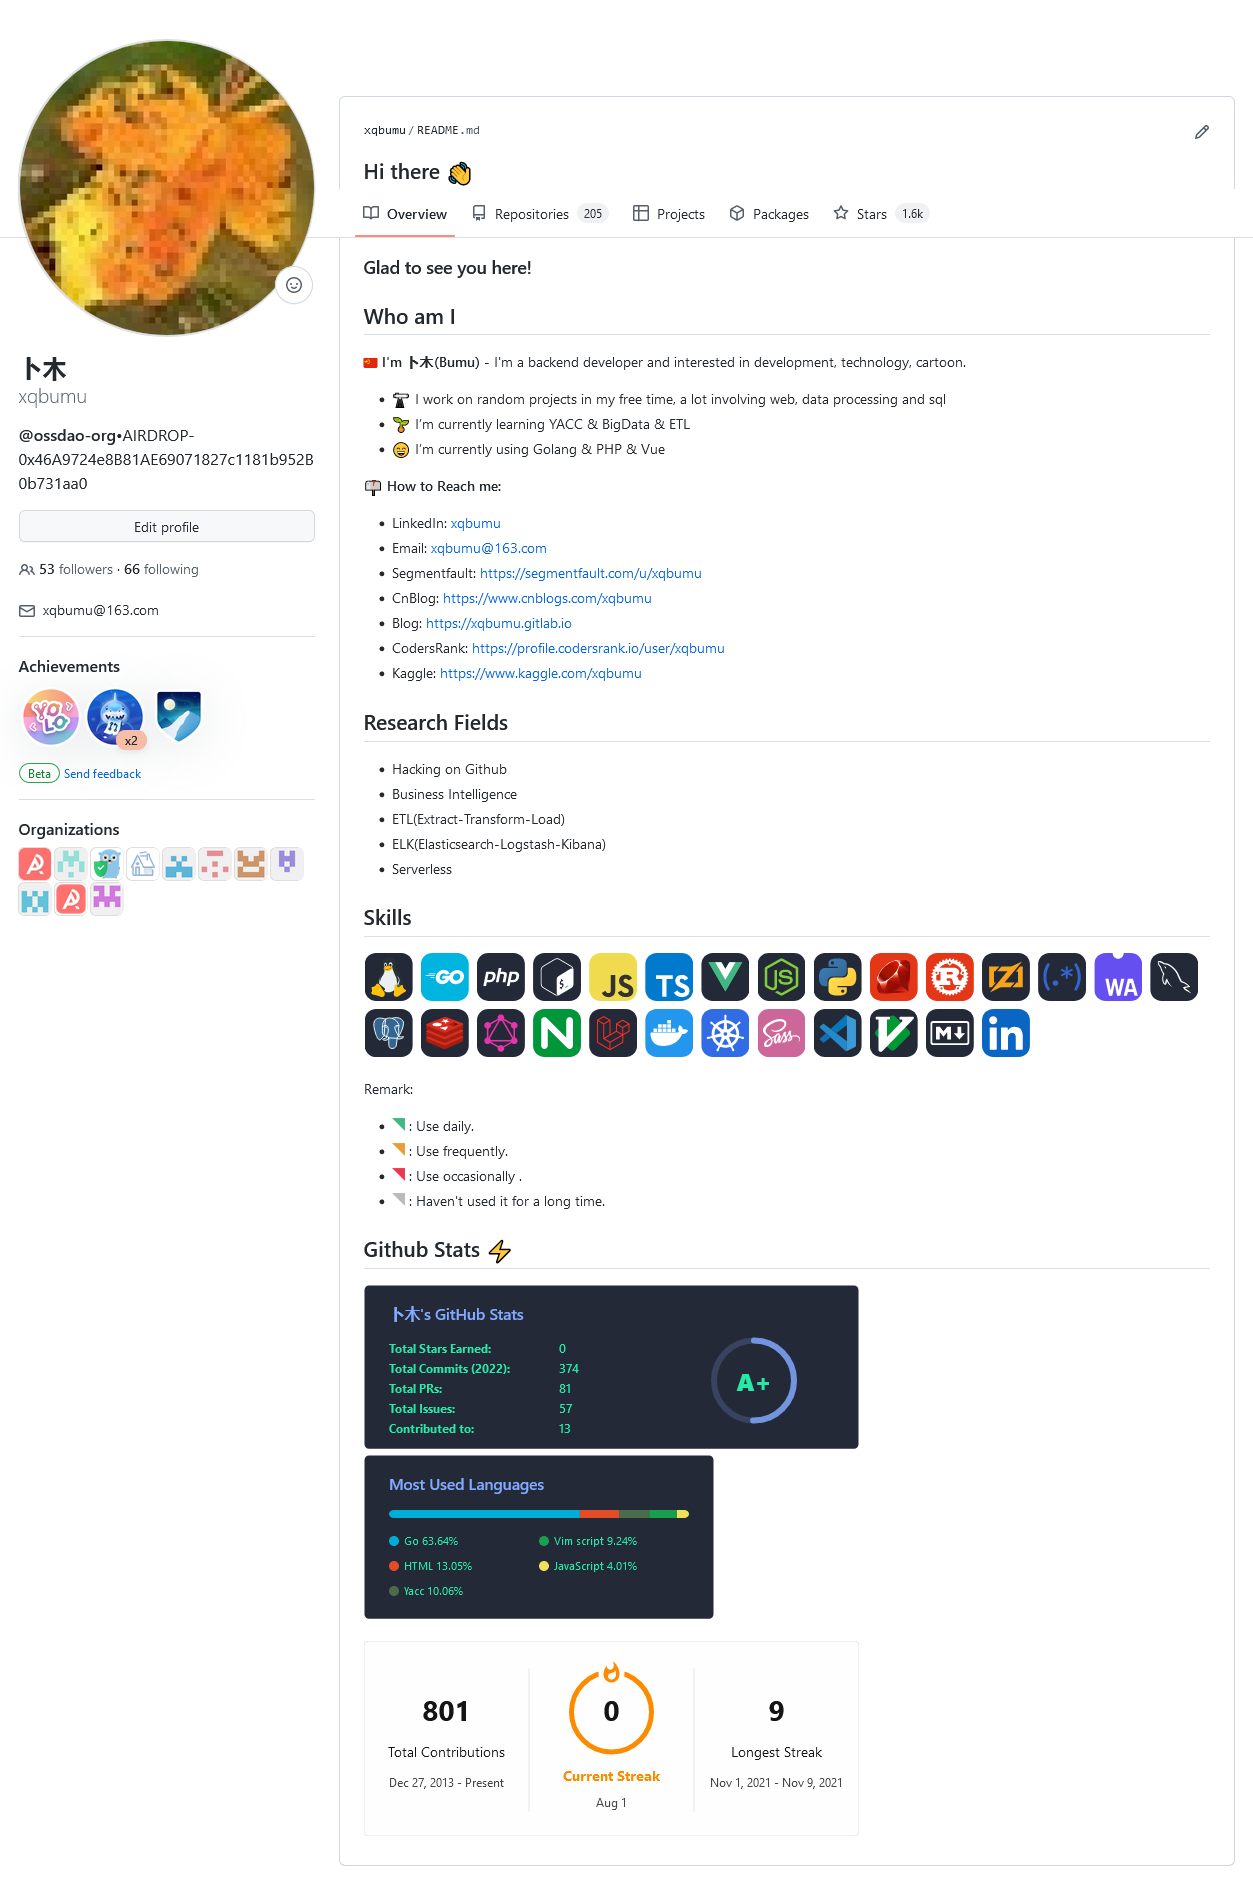 卜木
xqbumu
@ossdao-org•AIRDROP-
0x46A9724e8B81AE69071827c1181b952B
0b731aa0
Edit profile
53 followers · 66 following
xqbumu@163.com
Achievements
YOLO
x2
Beta Send feedback
Organizations
xqbumu / README.md
Hi there 👋
Overview Repositories 205 Projects Packages Stars 1.6k
Glad to see you here!
Who am I
🇨🇳 I'm 卜木(Bumu) - I'm a backend developer and interested in development, technology, cartoon.
I work on random projects in my free time, a lot involving web, data processing and sql
🌱 I'm currently learning YACC & BigData & ETL
😄 I'm currently using Golang & PHP & Vue
How to Reach me:
LinkedIn: xqbumu
Email: xqbumu@163.com
Segmentfault: https://segmentfault.com/u/xqbumu
CnBlog: https://www.cnblogs.com/xqbumu
Blog: https://xqbumu.gitlab.io
CodersRank: https://profile.codersrank.io/user/xqbumu
Kaggle: https://www.kaggle.com/xqbumu
Research Fields
Hacking on Github
Business Intelligence
ETL(Extract-Transform-Load)
ELK(Elasticsearch-Logstash-Kibana)
Serverless
Skills
GO php $ JS TS JS R (.*) WA
N Sass M in
Remark:
: Use daily.
: Use frequently.
: Use occasionally .
: Haven't used it for a long time.
Github Stats ⚡
卜木's GitHub Stats
Total Stars Earned: 0
Total Commits (2022): 374
Total PRs: 81
Total Issues: 57
Contributed to: 13
A+
Most Used Languages
Go 63.64% Vim script 9.24%
HTML 13.05% JavaScript 4.01%
Yacc 10.06%
801 0 9
Total Contributions Current Streak Longest Streak
Dec 27, 2013 - Present Aug 1 Nov 1, 2021 - Nov 9, 2021